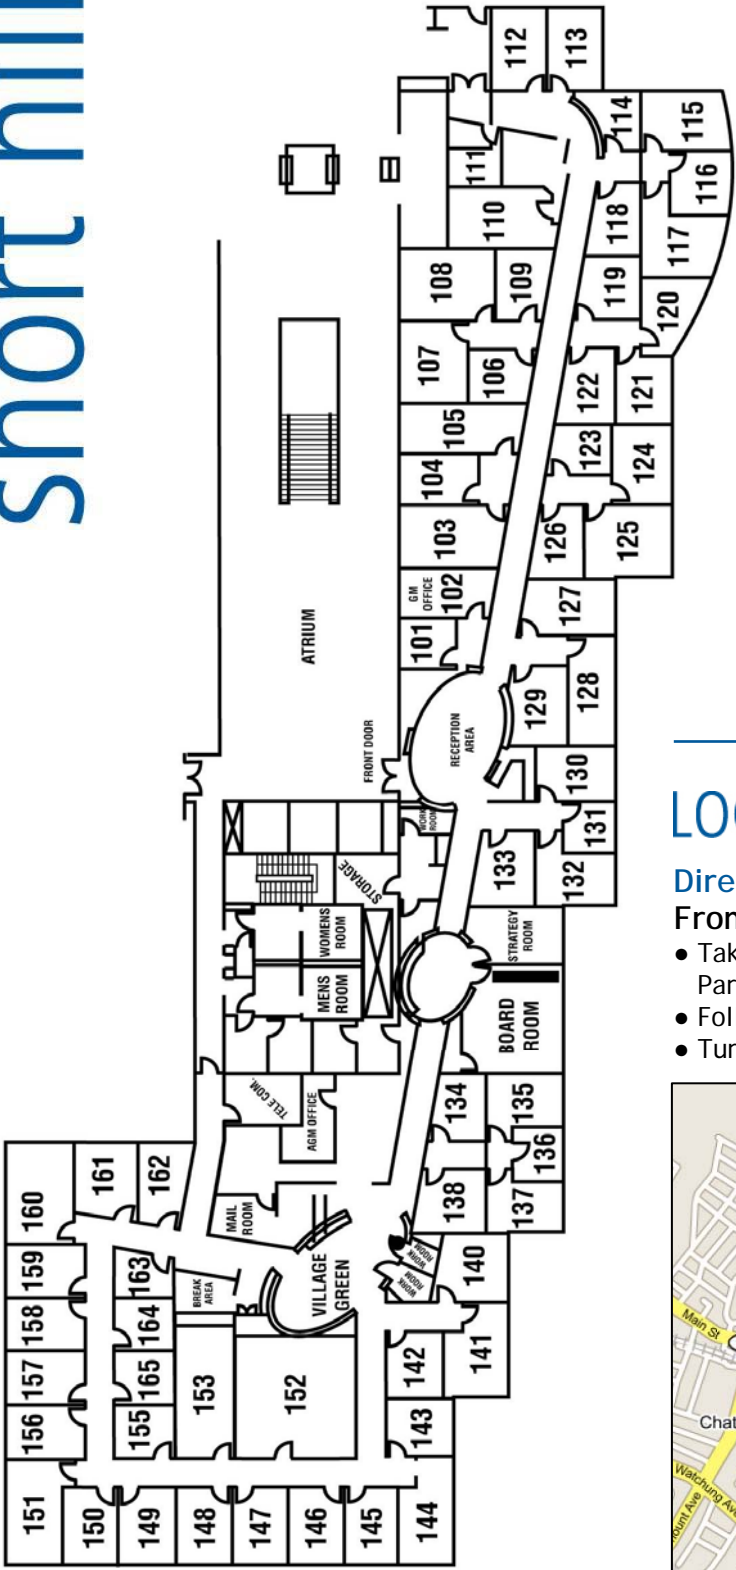 short hill
112
113
114
115
111
116
110
118
117
108
109
119
120
107
106
122
121
105
123
104
124
103
126
125
GM
OFFICE
102
127
101
ATRIUM
128
129
RECEPTION
AREA
FRONT DOOR
130
131
WORK
ROOM
133
132
STORAGE
WOMENS
ROOM
STRATEGY
ROOM
MENS
ROOM
BOARD
ROOM
TELE COM.
AGM OFFICE
134
135
136
138
137
160
161
162
MAIL
ROOM
WORK
ROOM
WORK
ROOM
140
159
163
BREAK
AREA
VILLAGE
GREEN
158
164
141
142
157
165
153
152
156
155
143
151
150
149
148
147
146
145
144
LOC
Dire
Fron
● Tak
Par
● Fol
● Tur
Main St
Chat
Watchung Ave
ount Ave